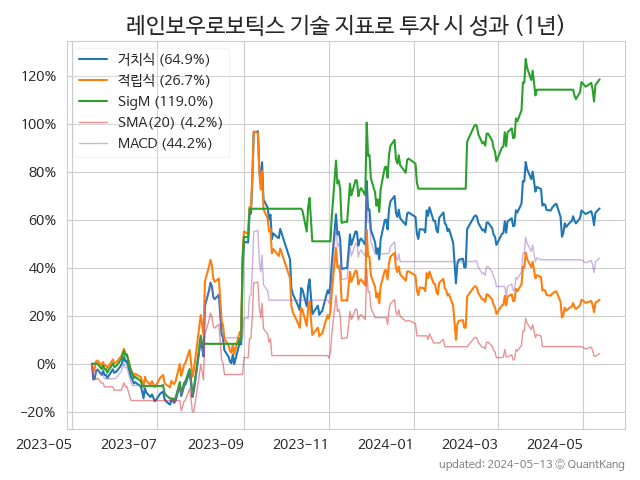 레인보우로보틱스 기술 지표로 투자 시 성과 (1년)
거치식 (64.9%)
적립식 (26.7%)
SigM (119.0%)
SMA(20) (4.2%)
MACD (44.2%)
120%
100%
80%
60%
40%
20%
0%
−20%
2023-05
2023-07
2023-09
2023-11
2024-01
2024-03
2024-05
updated: 2024-05-13 © QuantKang